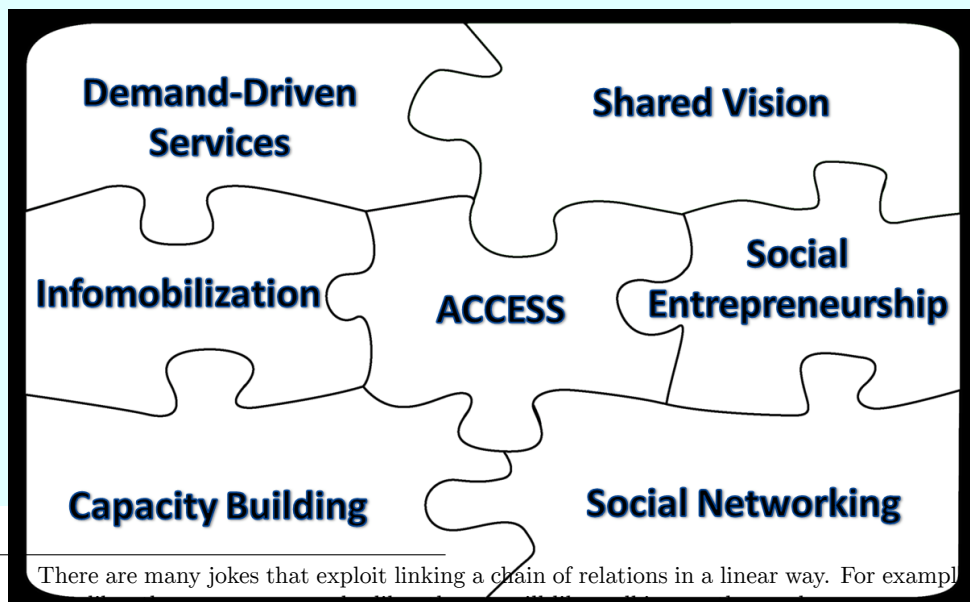 Demand-Driven
Services
Shared Vision
Infomobilization
ACCESS
Social
Entrepreneurship
Capacity Building
Social Networking
There are many jokes that exploit linking a chain of relations in a linear way. For exampl